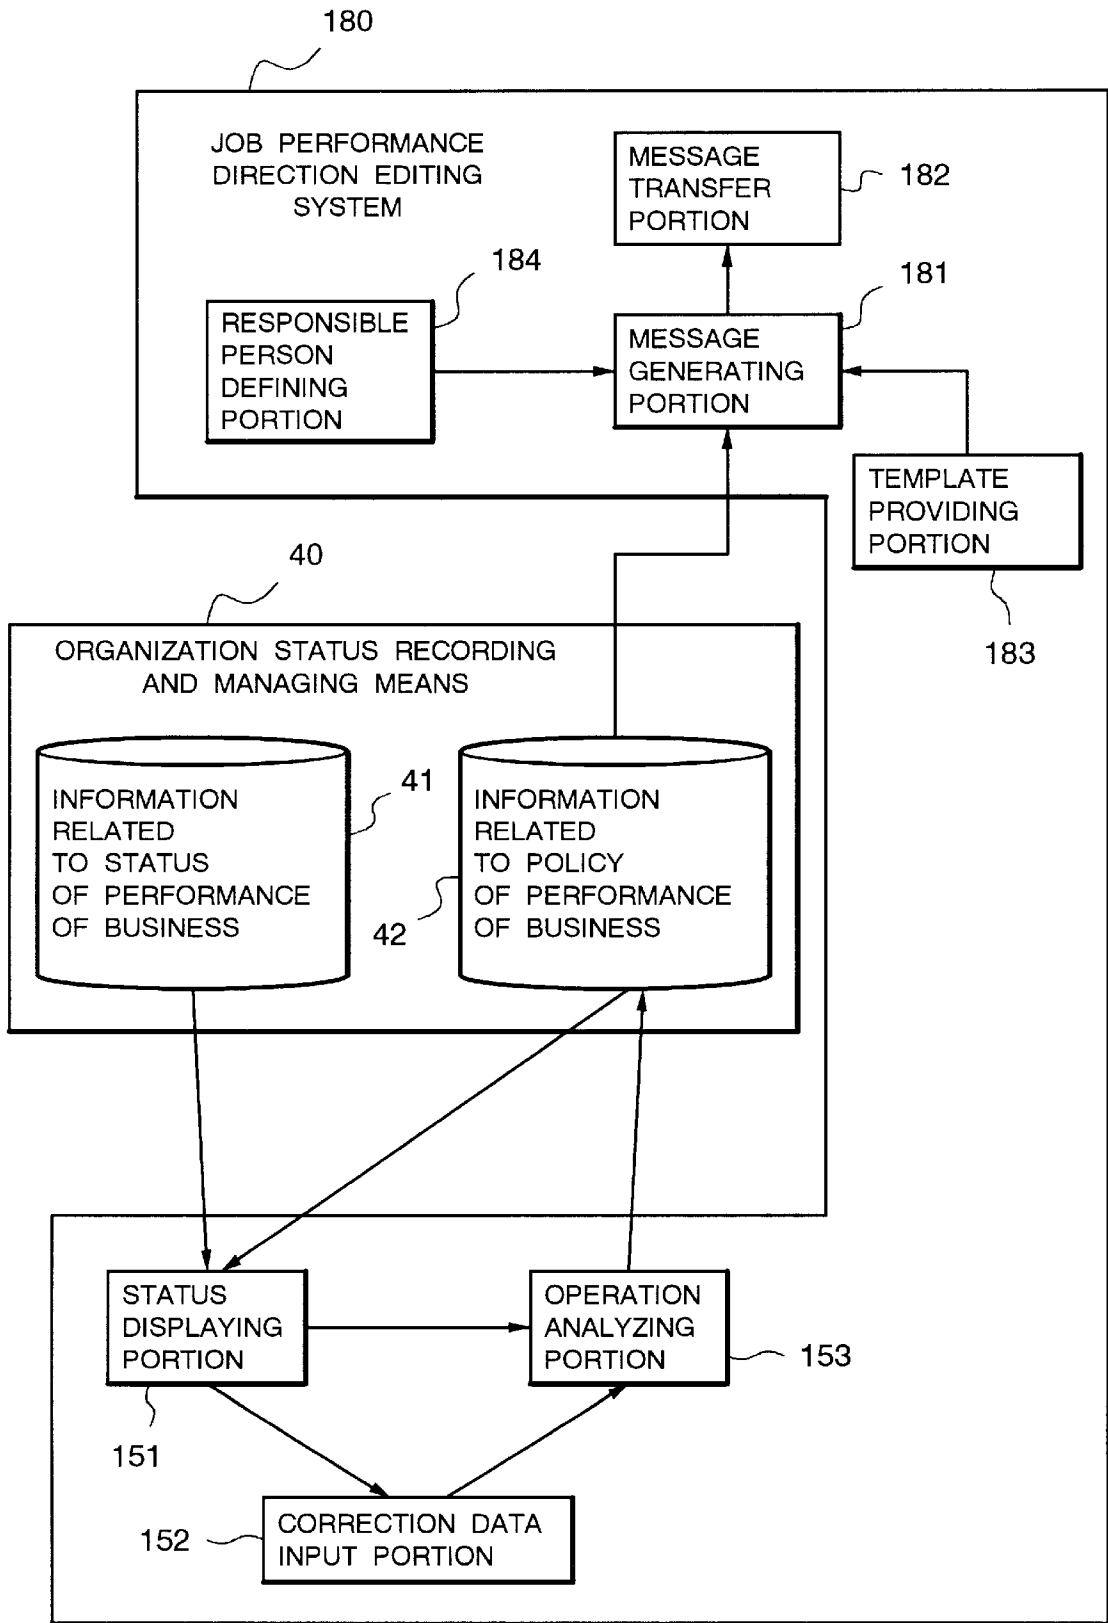 180
JOB PERFORMANCE
DIRECTION EDITING
SYSTEM
MESSAGE
TRANSFER
PORTION
182
184
181
RESPONSIBLE
PERSON
DEFINING
PORTION
MESSAGE
GENERATING
PORTION
TEMPLATE
PROVIDING
PORTION
183
40
ORGANIZATION STATUS RECORDING
AND MANAGING MEANS
INFORMATION
RELATED
TO STATUS
OF PERFORMANCE
OF BUSINESS
41
INFORMATION
RELATED
TO POLICY
OF PERFORMANCE
OF BUSINESS
42
STATUS
DISPLAYING
PORTION
151
OPERATION
ANALYZING
PORTION
153
152
CORRECTION DATA
INPUT PORTION